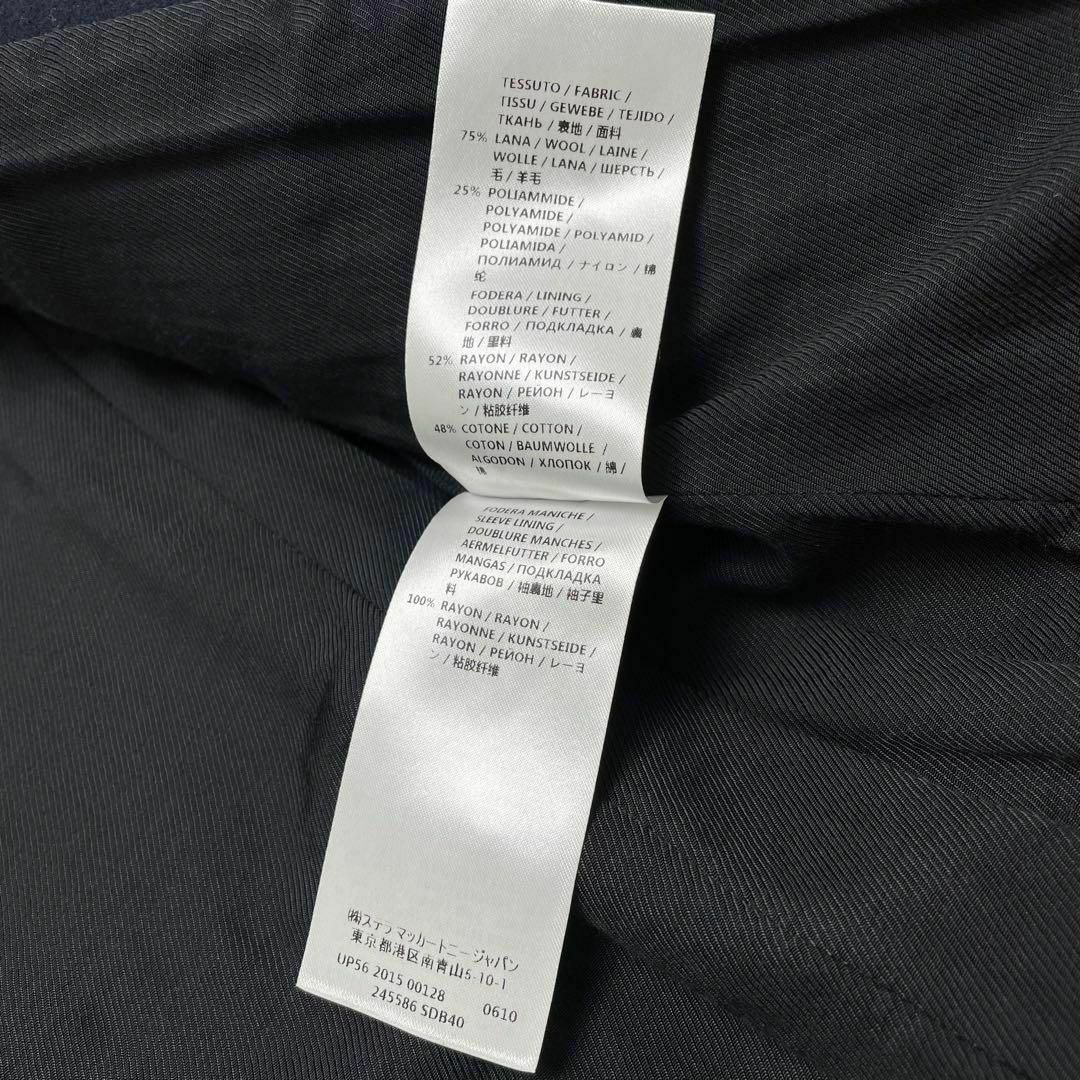 TESSUTO / FABRIC /
TISSU / GEWEBE / TEJIDO /
ТКАНЬ / 表地 / 面料
75% LANA / WOOL / LAINE /
WOLLE / LANA / ШЕРСТЬ /
毛 / 羊毛
25% POLIAMMIDE /
POLYAMIDE /
POLYAMIDE / POLYAMID /
POLIAMIDA /
ПОЛИАМИД / ナイロン / 锦
纶
FODERA / LINING /
DOUBLURE / FUTTER /
FORRO / ПОДКЛАДКА / 裏
地 / 里料
52% RAYON / RAYON /
RAYONNE / KUNSTSEIDE /
RAYON / РЕЙОН / レーヨ
ン / 粘胶纤维
48% COTONE / COTTON /
COTON / BAUMWOLLE /
ALGODON / ХЛОПОК / 綿 /
棉
FODERA MANICHE /
SLEEVE LINING /
DOUBLURE MANCHES /
AERMELFUTTER / FORRO
MANGAS / ПОДКЛАДКА
РУКАВОВ / 袖裏地 / 袖子里
料
100% RAYON / RAYON /
RAYONNE / KUNSTSEIDE /
RAYON / РЕЙОН / レーヨ
ン / 粘胶纤维
㈱ステラ マッカートニー ジャパン
東京都港区南青山5-10-1
UP56 2015 00128 0610
245586 SDB40